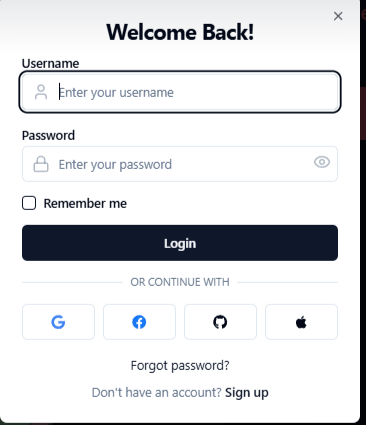 Welcome Back!
Username
Enter your username
Password
Enter your password
Remember me
Login
OR CONTINUE WITH
Forgot password?
Don't have an account? Sign up